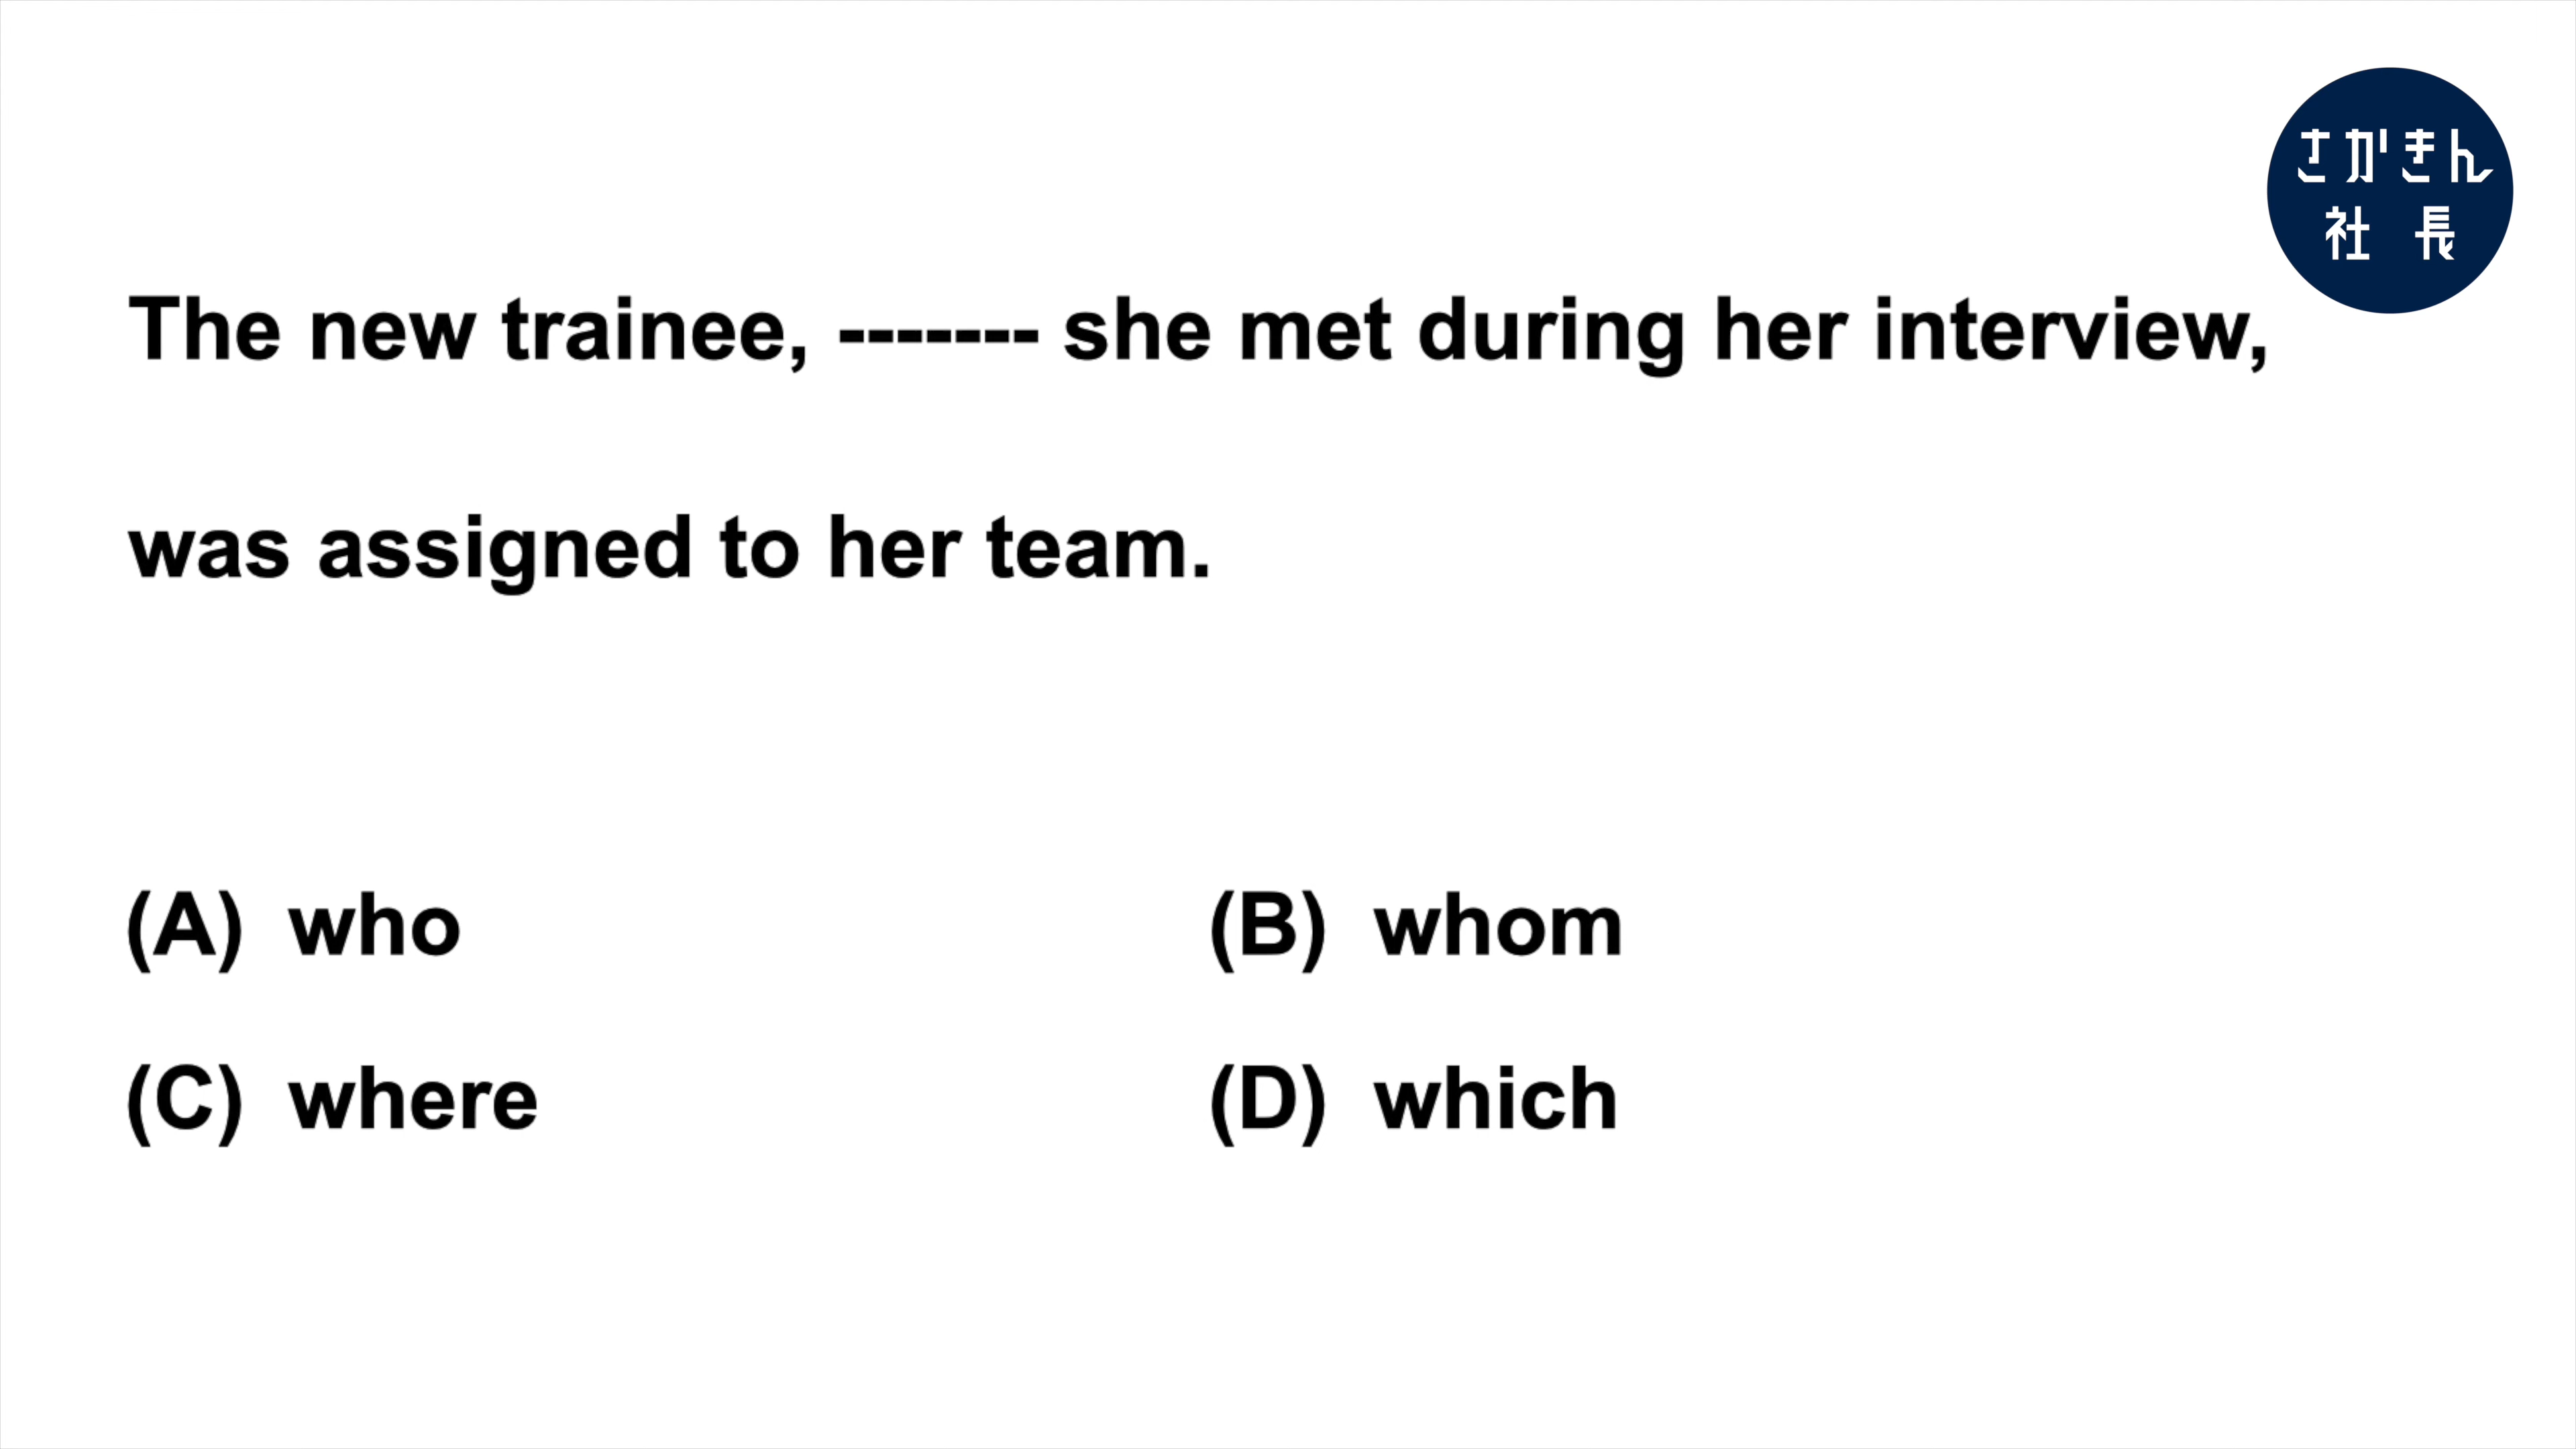 さかきん
社長
The new trainee, ------- she met during her interview,
was assigned to her team.
(A) who
(B) whom
(C) where
(D) which